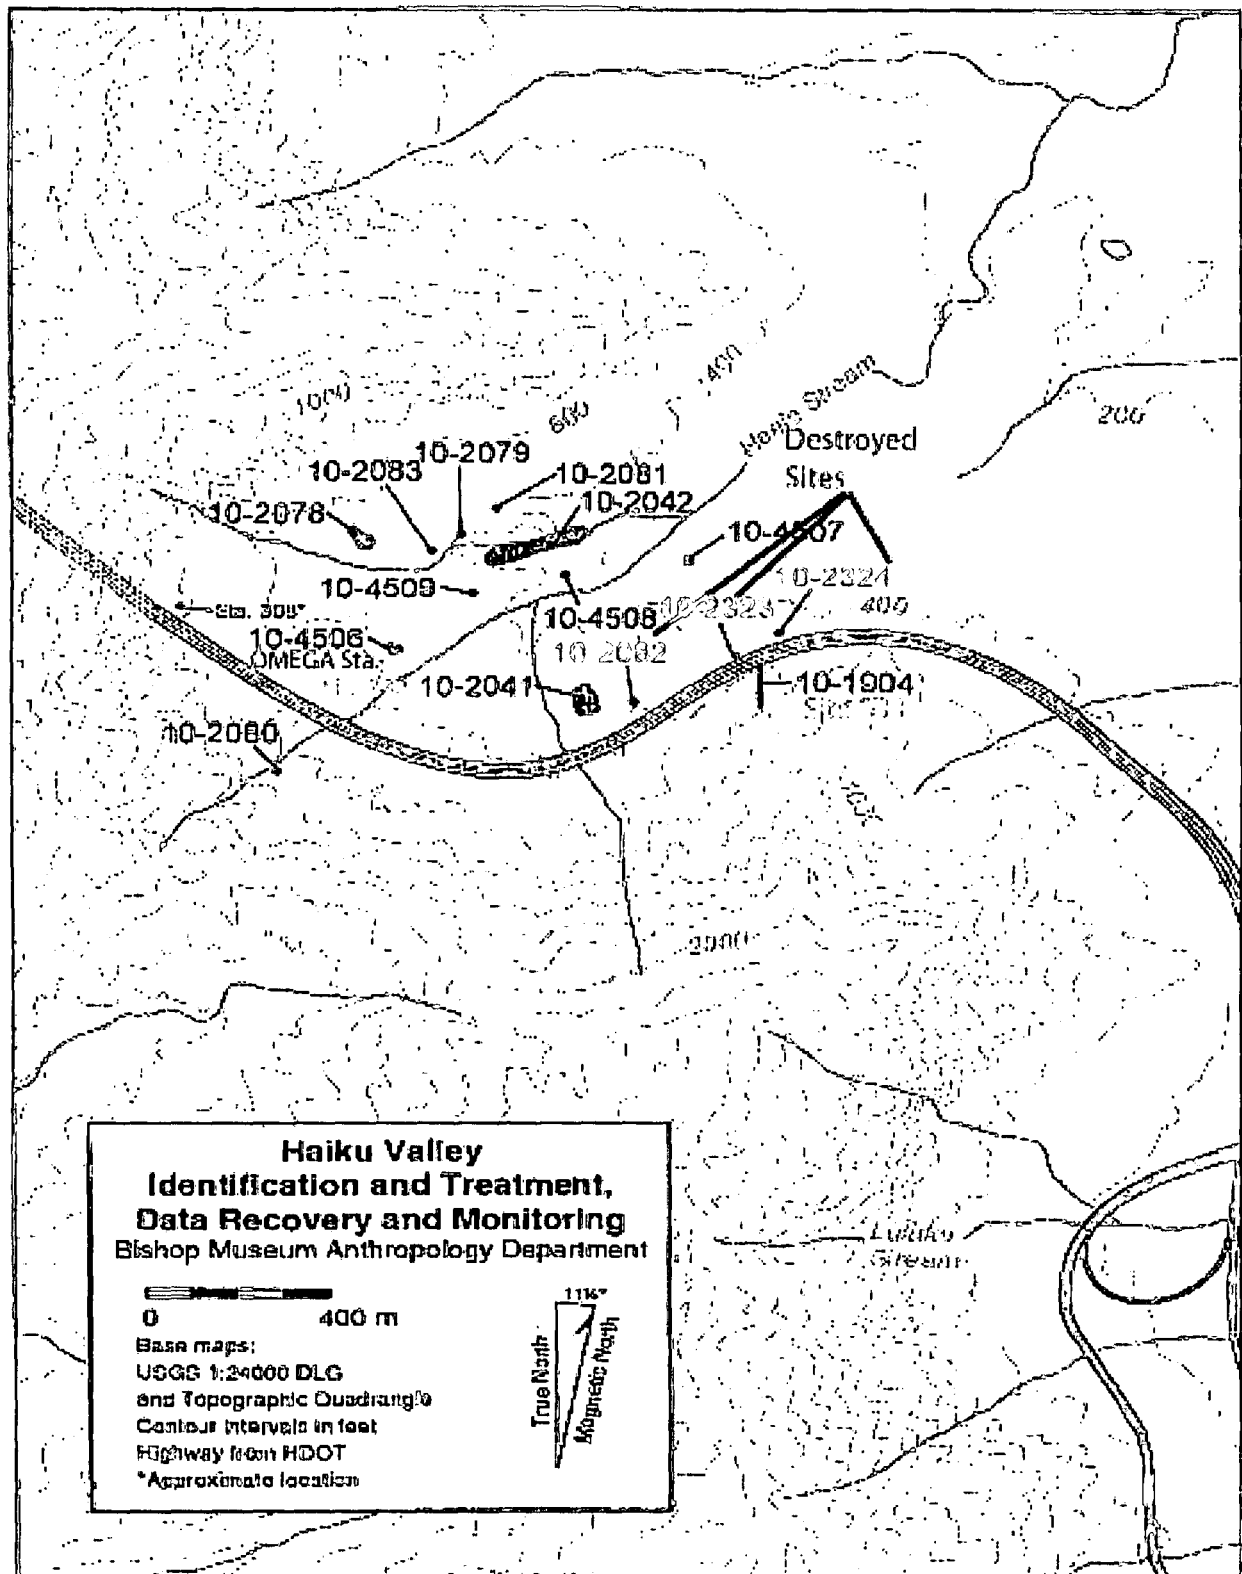 1000
600
400
Stream
200
Destroyed
Sites
10-2079
10-2083
10-2081
10-2042
10-2078
10-4507
10-2324
400
10-4509
10-2323
10-4508
10-4506
OMEGA Sta.
10-2082
10-2041
10-1904
10-2080
2000
Stream
Haiku Valley
Identification and Treatment,
Data Recovery and Monitoring
Bishop Museum Anthropology Department
0 400 m
Base maps:
USGS 1:24000 DLG
and Topographic Quadrangle
Contour intervals in feet
Highway from HDOT
*Approximate location
True North
Magnetic North